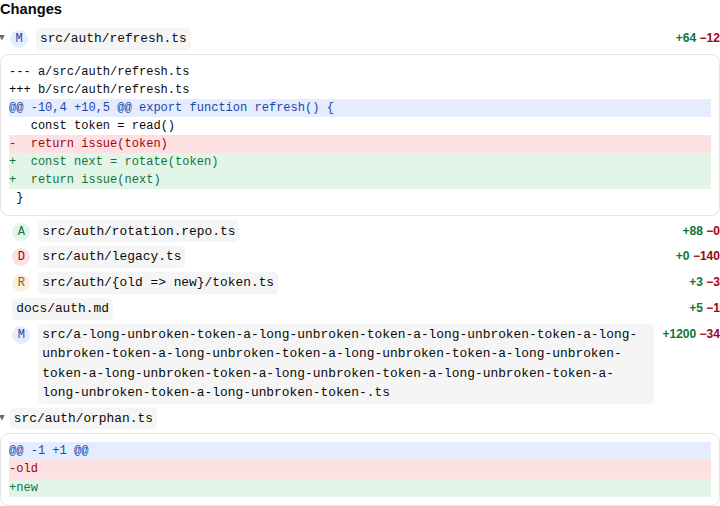 Changes
▾ M src/auth/refresh.ts +64 −12
--- a/src/auth/refresh.ts
+++ b/src/auth/refresh.ts
@@ -10,4 +10,5 @@ export function refresh() {
   const token = read()
-  return issue(token)
+  const next = rotate(token)
+  return issue(next)
 }
A src/auth/rotation.repo.ts +88 −0
D src/auth/legacy.ts +0 −140
R src/auth/{old => new}/token.ts +3 −3
docs/auth.md +5 −1
M src/a-long-unbroken-token-a-long-unbroken-token-a-long-unbroken-token-a-long- +1200 −34
unbroken-token-a-long-unbroken-token-a-long-unbroken-token-a-long-unbroken-
token-a-long-unbroken-token-a-long-unbroken-token-a-long-unbroken-token-a-
long-unbroken-token-a-long-unbroken-token-.ts
▾ src/auth/orphan.ts
@@ -1 +1 @@
-old
+new